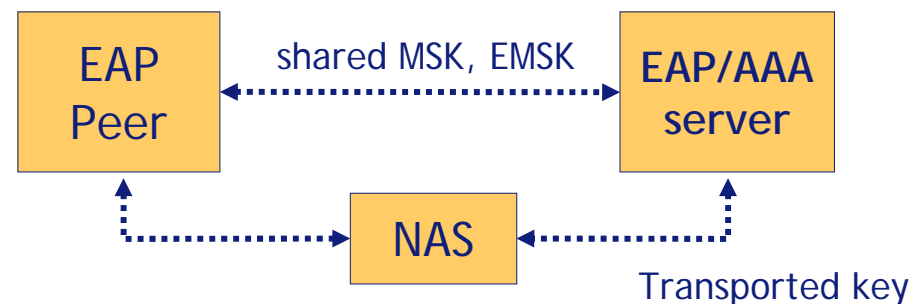 EAP
Peer
shared MSK, EMSK
EAP/AAA
server
NAS
Transported key